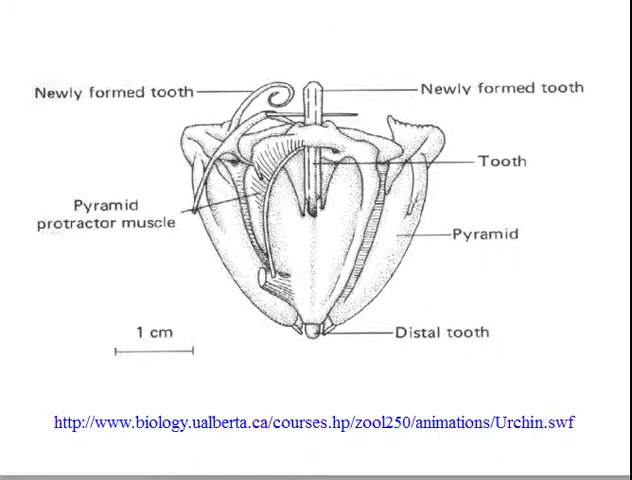 Newly formed tooth
Newly formed tooth
Tooth
Pyramid
protractor muscle
Pyramid
1 cm
Distal tooth
http://www.biology.ualberta.ca/courses.hp/zool250/animations/Urchin.swf